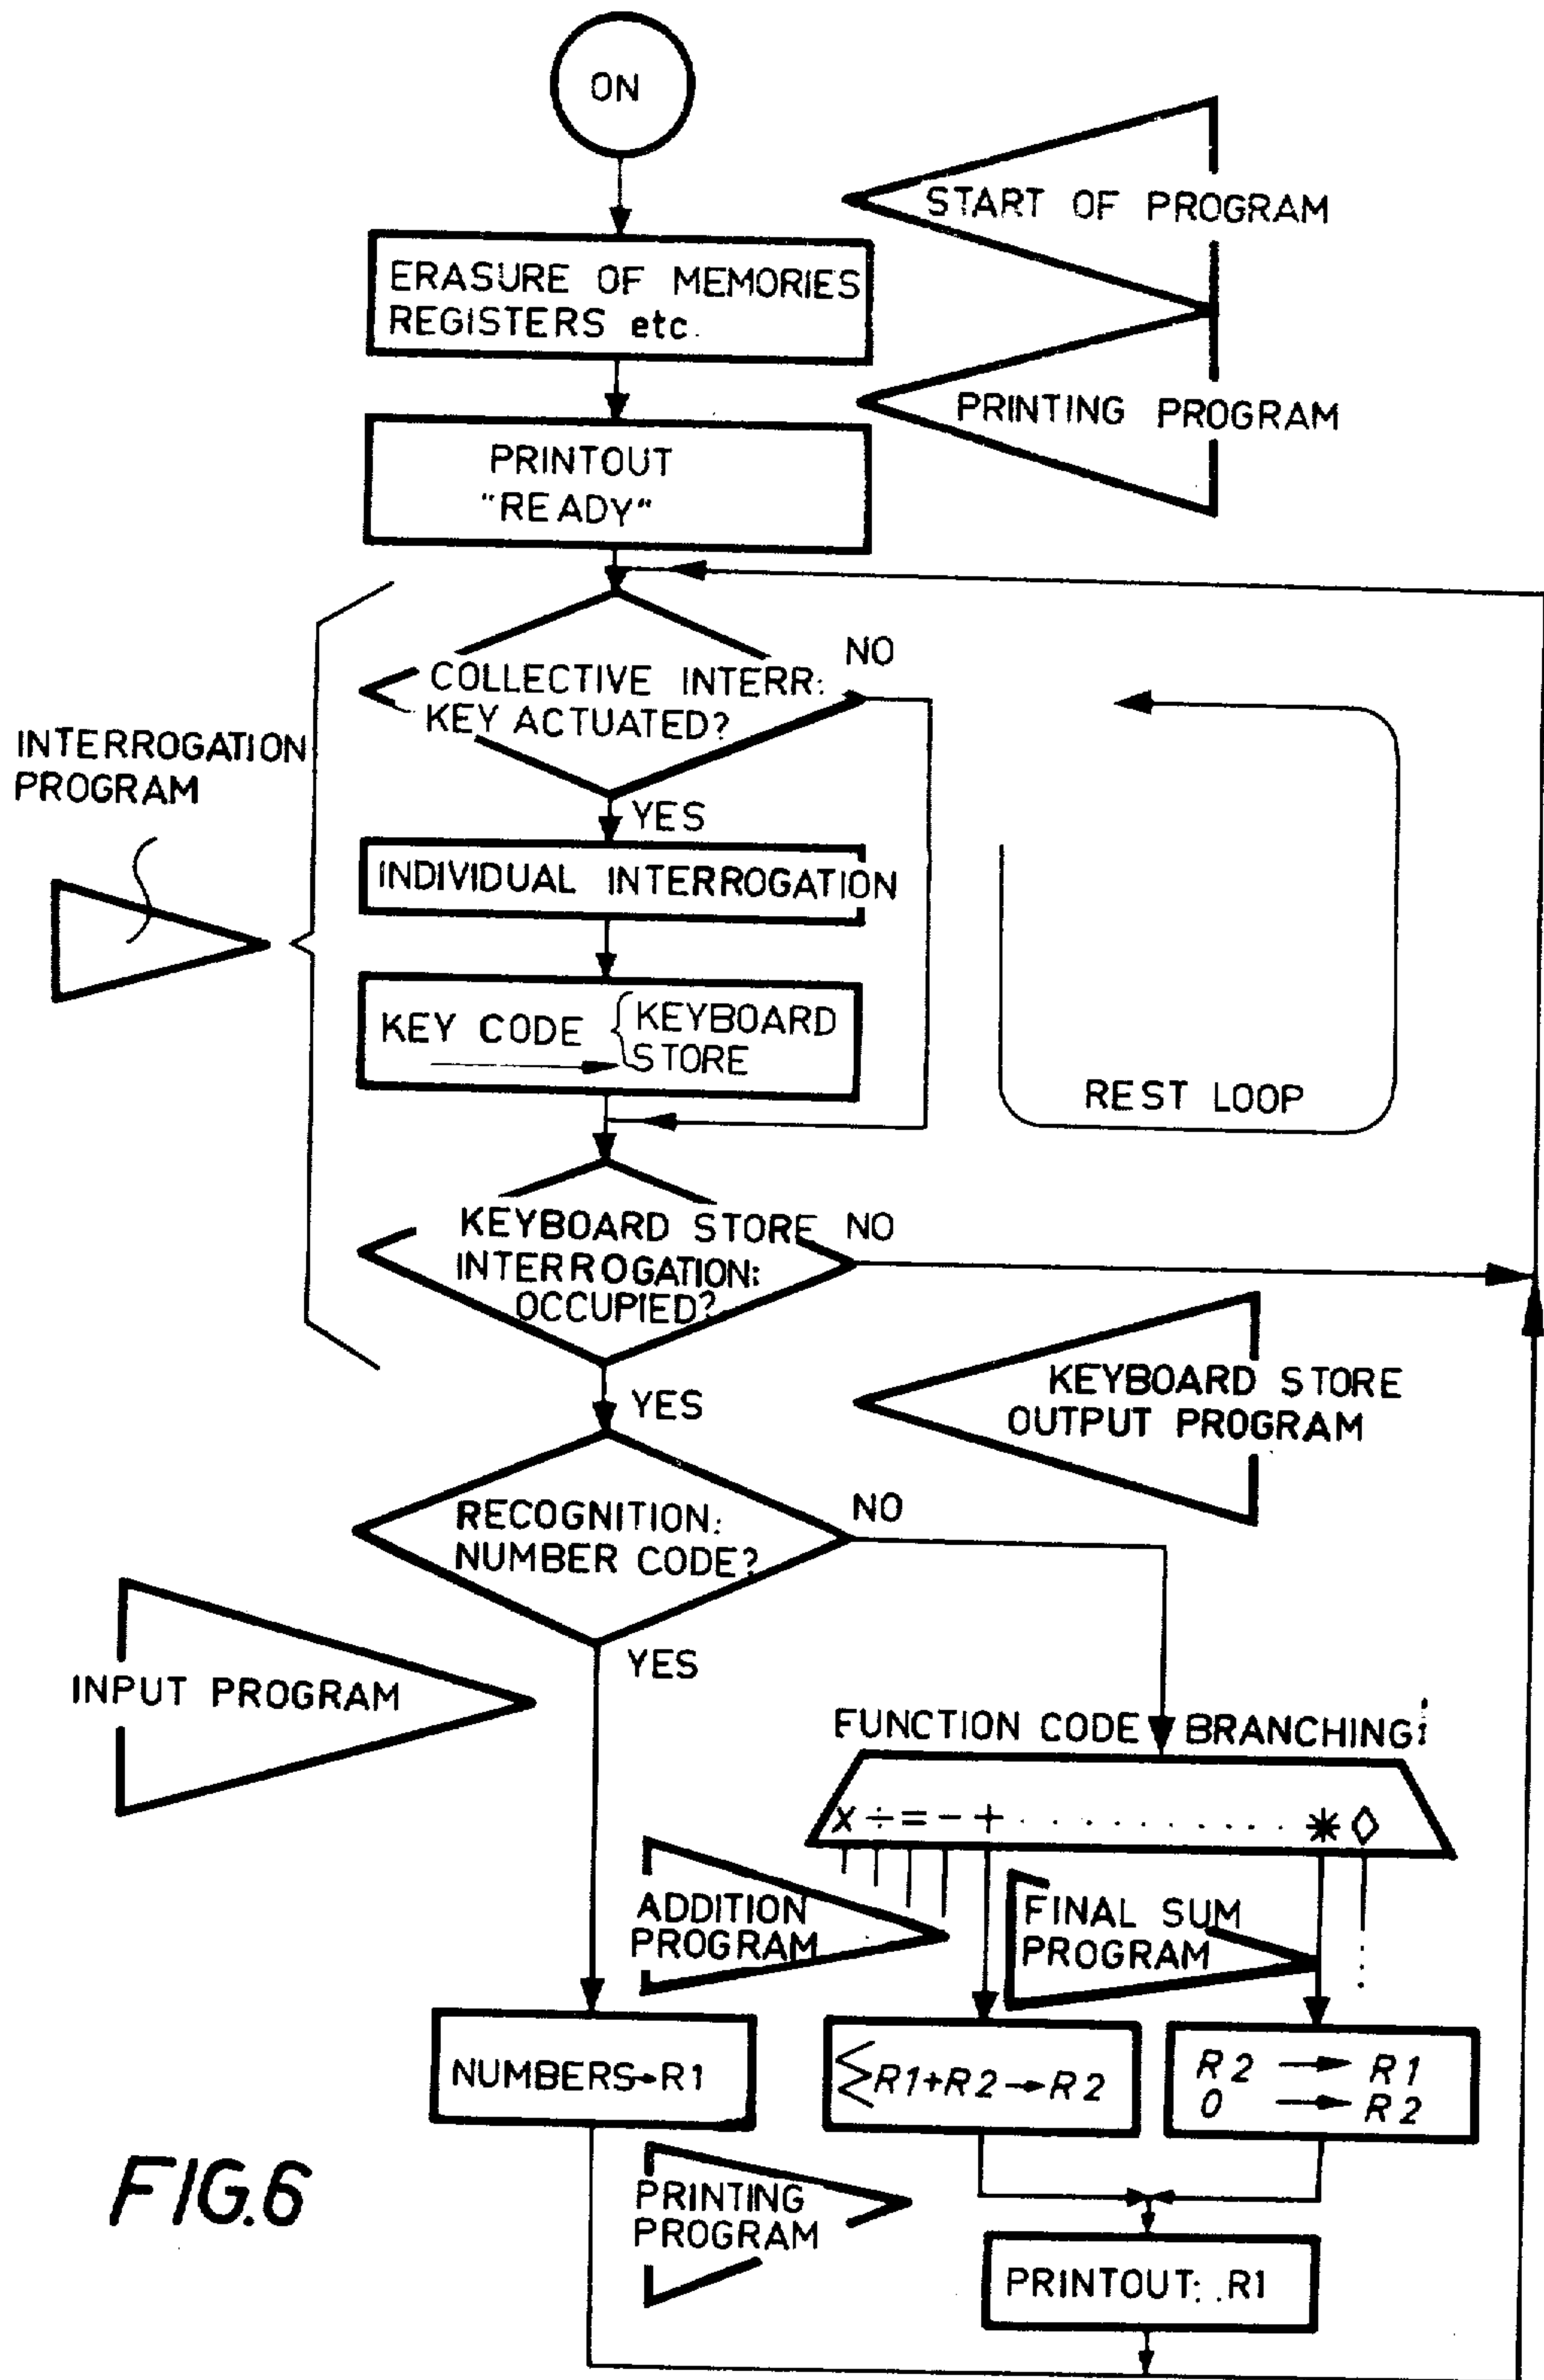 ON
START OF PROGRAM
ERASURE OF MEMORIES
REGISTERS etc.
PRINTING PROGRAM
PRINTOUT
"READY"
NO
COLLECTIVE INTERR:
KEY ACTUATED?
INTERROGATION
PROGRAM
YES
INDIVIDUAL INTERROGATION
KEY CODE { KEYBOARD
→ STORE
REST LOOP
KEYBOARD STORE NO
INTERROGATION:
OCCUPIED?
YES
KEYBOARD STORE
OUTPUT PROGRAM
RECOGNITION:
NUMBER CODE?
NO
YES
INPUT PROGRAM
FUNCTION CODE BRANCHING:
x ÷ = - + . . . . . . . . . . * ◊
ADDITION
PROGRAM
FINAL SUM
PROGRAM
NUMBERS→R1
Σ R1+R2→R2
R2 → R1
0 → R2
PRINTING
PROGRAM
PRINTOUT: R1
FIG.6